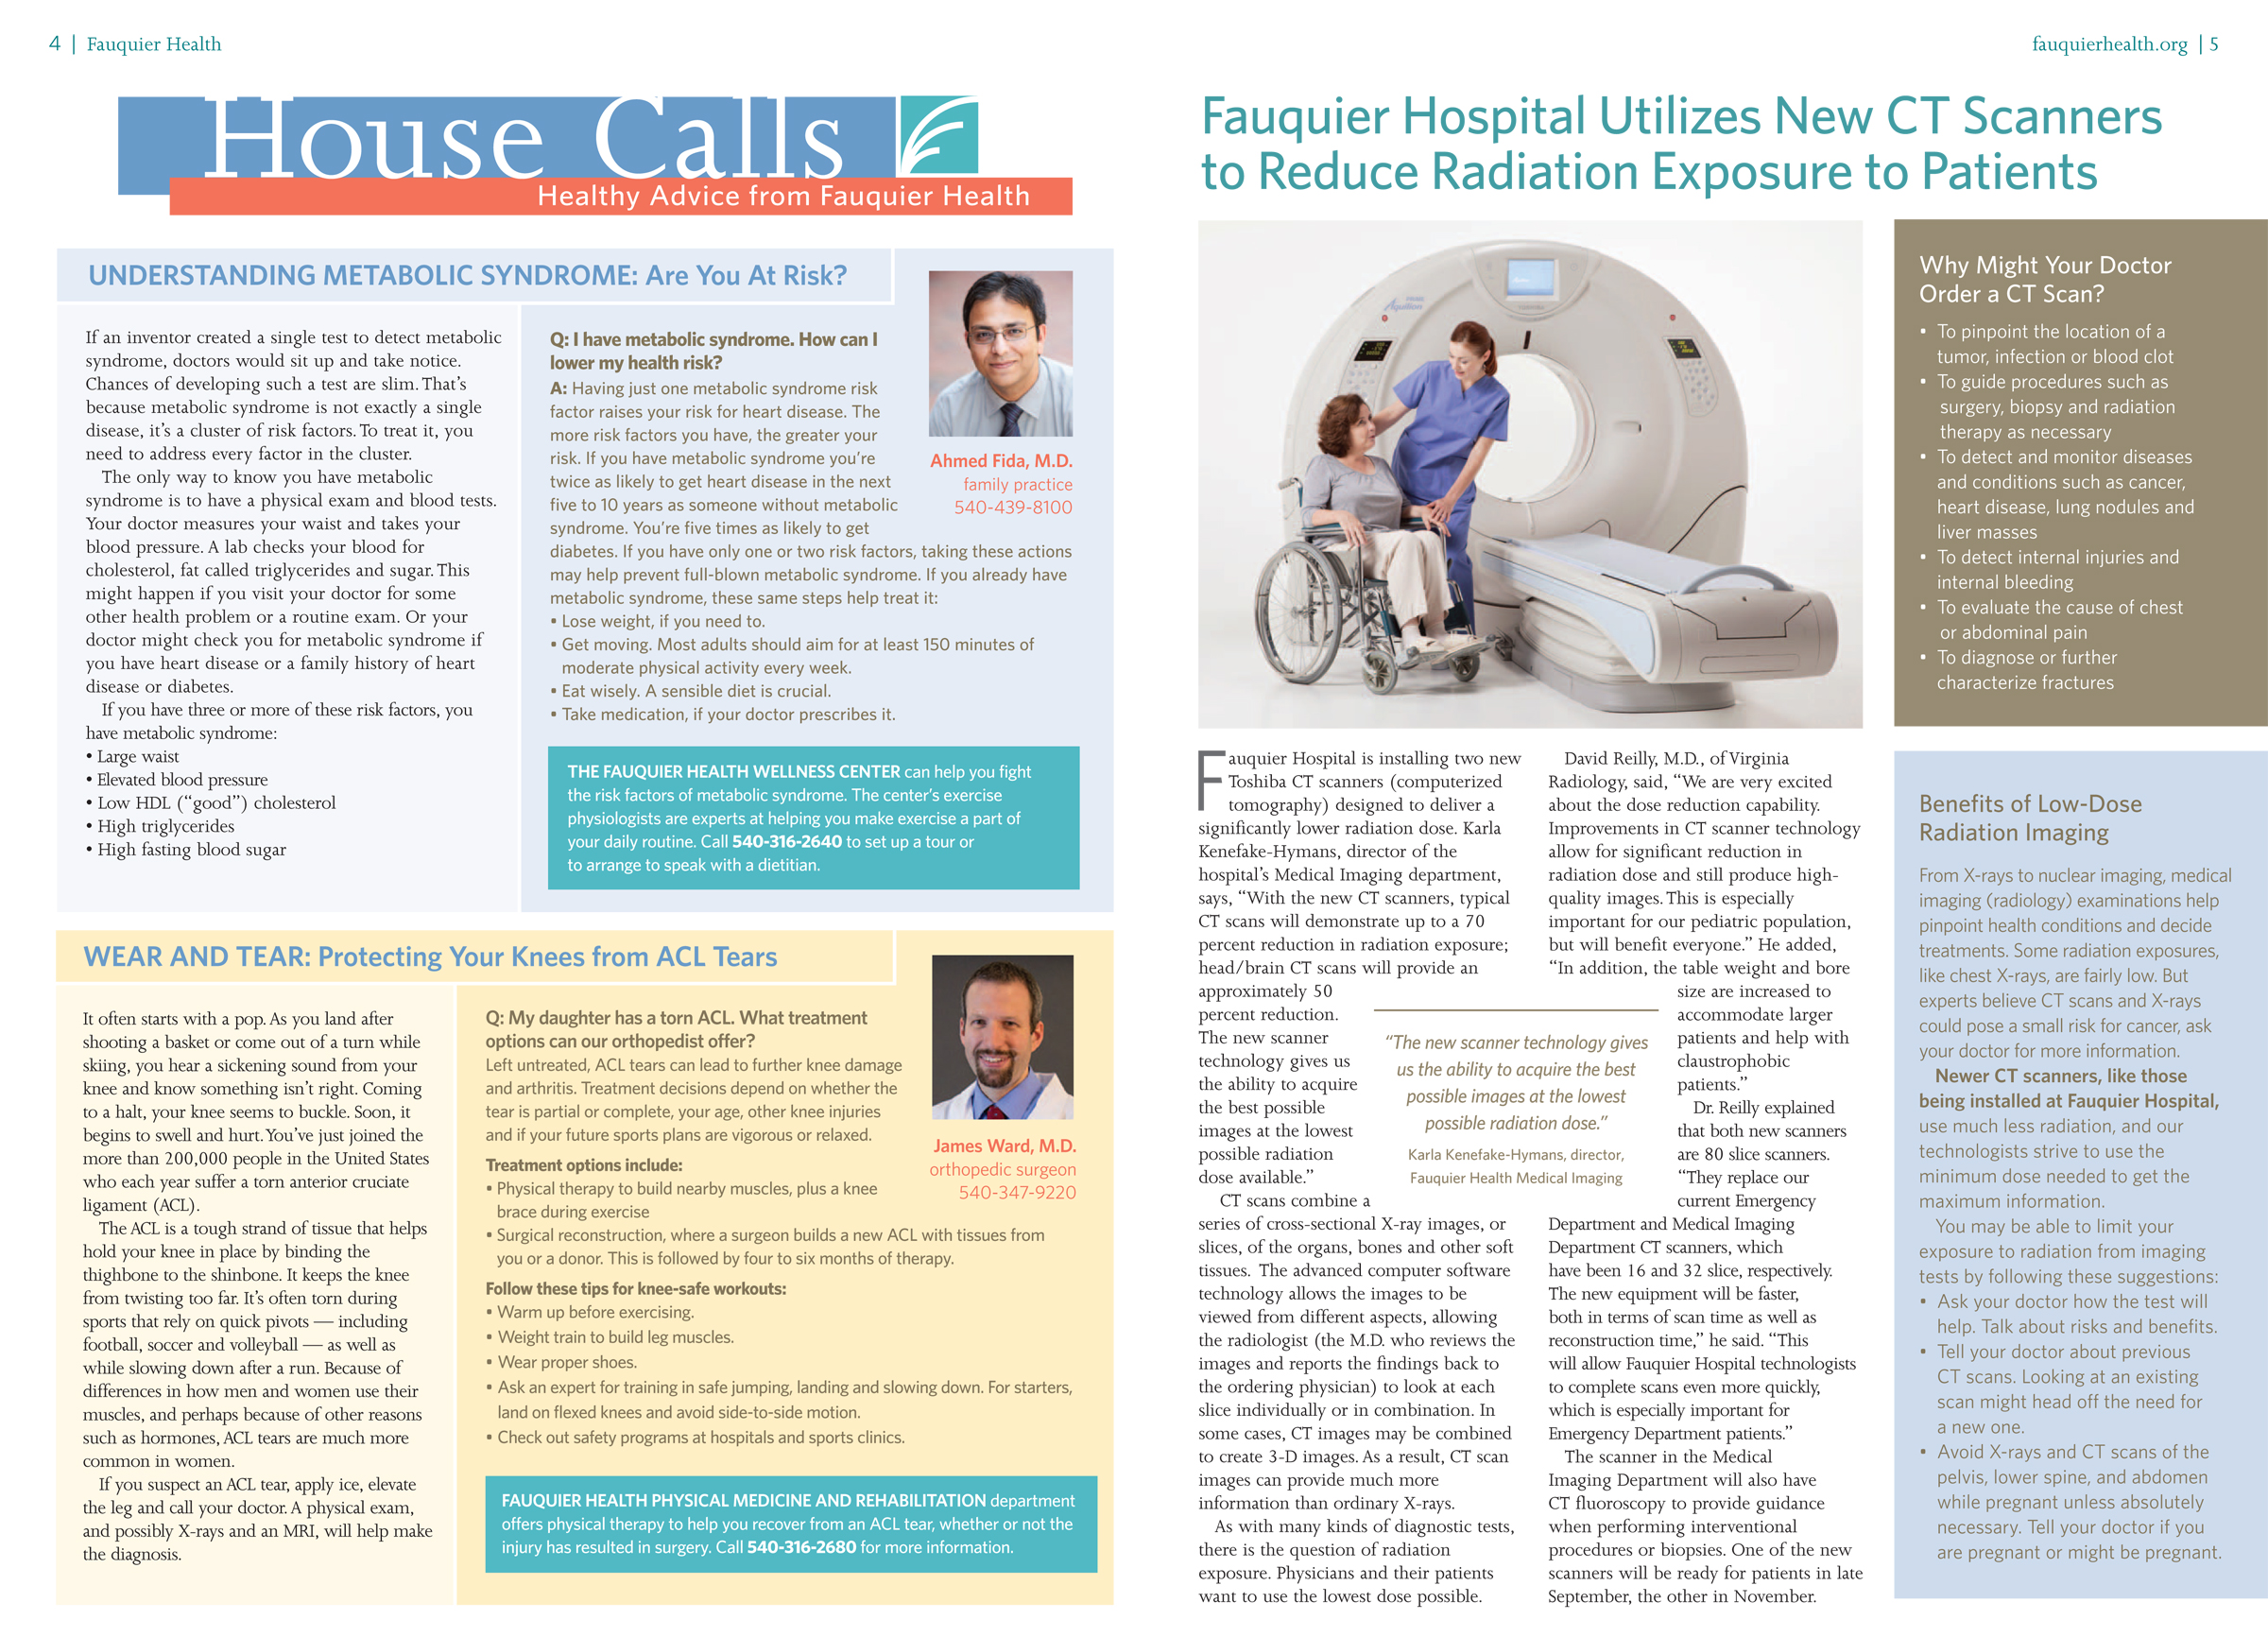 4 | Fauquier Health
House Calls
Healthy Advice from Fauquier Health
UNDERSTANDING METABOLIC SYNDROME: Are You At Risk?
If an inventor created a single test to detect metabolic
syndrome, doctors would sit up and take notice.
Chances of developing such a test are slim. That’s
because metabolic syndrome is not exactly a single
disease, it’s a cluster of risk factors. To treat it, you
need to address every factor in the cluster.
The only way to know you have metabolic
syndrome is to have a physical exam and blood tests.
Your doctor measures your waist and takes your
blood pressure. A lab checks your blood for
cholesterol, fat called triglycerides and sugar. This
might happen if you visit your doctor for some
other health problem or a routine exam. Or your
doctor might check you for metabolic syndrome if
you have heart disease or a family history of heart
disease or diabetes.
If you have three or more of these risk factors, you
have metabolic syndrome:
• Large waist
• Elevated blood pressure
• Low HDL (“good”) cholesterol
• High triglycerides
• High fasting blood sugar
Q: I have metabolic syndrome. How can I
lower my health risk?
A: Having just one metabolic syndrome risk
factor raises your risk for heart disease. The
more risk factors you have, the greater your
risk. If you have metabolic syndrome you’re
twice as likely to get heart disease in the next
five to 10 years as someone without metabolic
syndrome. You’re five times as likely to get
diabetes. If you have only one or two risk factors, taking these actions
may help prevent full-blown metabolic syndrome. If you already have
metabolic syndrome, these same steps help treat it:
• Lose weight, if you need to.
• Get moving. Most adults should aim for at least 150 minutes of
moderate physical activity every week.
• Eat wisely. A sensible diet is crucial.
• Take medication, if your doctor prescribes it.
Ahmed Fida, M.D.
family practice
540-439-8100
THE FAUQUIER HEALTH WELLNESS CENTER can help you fight
the risk factors of metabolic syndrome. The center’s exercise
physiologists are experts at helping you make exercise a part of
your daily routine. Call 540-316-2640 to set up a tour or
to arrange to speak with a dietitian.
WEAR AND TEAR: Protecting Your Knees from ACL Tears
It often starts with a pop. As you land after
shooting a basket or come out of a turn while
skiing, you hear a sickening sound from your
knee and know something isn’t right. Coming
to a halt, your knee seems to buckle. Soon, it
begins to swell and hurt. You’ve just joined the
more than 200,000 people in the United States
who each year suffer a torn anterior cruciate
ligament (ACL).
The ACL is a tough strand of tissue that helps
hold your knee in place by binding the
thighbone to the shinbone. It keeps the knee
from twisting too far. It’s often torn during
sports that rely on quick pivots — including
football, soccer and volleyball — as well as
while slowing down after a run. Because of
differences in how men and women use their
muscles, and perhaps because of other reasons
such as hormones, ACL tears are much more
common in women.
If you suspect an ACL tear, apply ice, elevate
the leg and call your doctor. A physical exam,
and possibly X-rays and an MRI, will help make
the diagnosis.
Q: My daughter has a torn ACL. What treatment
options can our orthopedist offer?
Left untreated, ACL tears can lead to further knee damage
and arthritis. Treatment decisions depend on whether the
tear is partial or complete, your age, other knee injuries
and if your future sports plans are vigorous or relaxed.
Treatment options include:
• Physical therapy to build nearby muscles, plus a knee
brace during exercise
• Surgical reconstruction, where a surgeon builds a new ACL with tissues from
you or a donor. This is followed by four to six months of therapy.
Follow these tips for knee-safe workouts:
• Warm up before exercising.
• Weight train to build leg muscles.
• Wear proper shoes.
• Ask an expert for training in safe jumping, landing and slowing down. For starters,
land on flexed knees and avoid side-to-side motion.
• Check out safety programs at hospitals and sports clinics.
James Ward, M.D.
orthopedic surgeon
540-347-9220
FAUQUIER HEALTH PHYSICAL MEDICINE AND REHABILITATION department
offers physical therapy to help you recover from an ACL tear, whether or not the
injury has resulted in surgery. Call 540-316-2680 for more information.
fauquierhealth.org | 5
Fauquier Hospital Utilizes New CT Scanners
to Reduce Radiation Exposure to Patients
Aquilion
Fauquier Hospital is installing two new
Toshiba CT scanners (computerized
tomography) designed to deliver a
significantly lower radiation dose. Karla
Kenefake-Hymans, director of the
hospital’s Medical Imaging department,
says, “With the new CT scanners, typical
CT scans will demonstrate up to a 70
percent reduction in radiation exposure;
head/brain CT scans will provide an
approximately 50
percent reduction.
The new scanner
technology gives us
the ability to acquire
the best possible
images at the lowest
possible radiation
dose available.”
CT scans combine a
series of cross-sectional X-ray images, or
slices, of the organs, bones and other soft
tissues. The advanced computer software
technology allows the images to be
viewed from different aspects, allowing
the radiologist (the M.D. who reviews the
images and reports the findings back to
the ordering physician) to look at each
slice individually or in combination. In
some cases, CT images may be combined
to create 3-D images. As a result, CT scan
images can provide much more
information than ordinary X-rays.
As with many kinds of diagnostic tests,
there is the question of radiation
exposure. Physicians and their patients
want to use the lowest dose possible.
“The new scanner technology gives
us the ability to acquire the best
possible images at the lowest
possible radiation dose.”
Karla Kenefake-Hymans, director,
Fauquier Health Medical Imaging
David Reilly, M.D., of Virginia
Radiology, said, “We are very excited
about the dose reduction capability.
Improvements in CT scanner technology
allow for significant reduction in
radiation dose and still produce high-
quality images. This is especially
important for our pediatric population,
but will benefit everyone.” He added,
“In addition, the table weight and bore
size are increased to
accommodate larger
patients and help with
claustrophobic
patients.”
Dr. Reilly explained
that both new scanners
are 80 slice scanners.
“They replace our
current Emergency
Department and Medical Imaging
Department CT scanners, which
have been 16 and 32 slice, respectively.
The new equipment will be faster,
both in terms of scan time as well as
reconstruction time,” he said. “This
will allow Fauquier Hospital technologists
to complete scans even more quickly,
which is especially important for
Emergency Department patients.”
The scanner in the Medical
Imaging Department will also have
CT fluoroscopy to provide guidance
when performing interventional
procedures or biopsies. One of the new
scanners will be ready for patients in late
September, the other in November.
Why Might Your Doctor
Order a CT Scan?
• To pinpoint the location of a
tumor, infection or blood clot
• To guide procedures such as
surgery, biopsy and radiation
therapy as necessary
• To detect and monitor diseases
and conditions such as cancer,
heart disease, lung nodules and
liver masses
• To detect internal injuries and
internal bleeding
• To evaluate the cause of chest
or abdominal pain
• To diagnose or further
characterize fractures
Benefits of Low-Dose
Radiation Imaging
From X-rays to nuclear imaging, medical
imaging (radiology) examinations help
pinpoint health conditions and decide
treatments. Some radiation exposures,
like chest X-rays, are fairly low. But
experts believe CT scans and X-rays
could pose a small risk for cancer, ask
your doctor for more information.
Newer CT scanners, like those
being installed at Fauquier Hospital,
use much less radiation, and our
technologists strive to use the
minimum dose needed to get the
maximum information.
You may be able to limit your
exposure to radiation from imaging
tests by following these suggestions:
• Ask your doctor how the test will
help. Talk about risks and benefits.
• Tell your doctor about previous
CT scans. Looking at an existing
scan might head off the need for
a new one.
• Avoid X-rays and CT scans of the
pelvis, lower spine, and abdomen
while pregnant unless absolutely
necessary. Tell your doctor if you
are pregnant or might be pregnant.